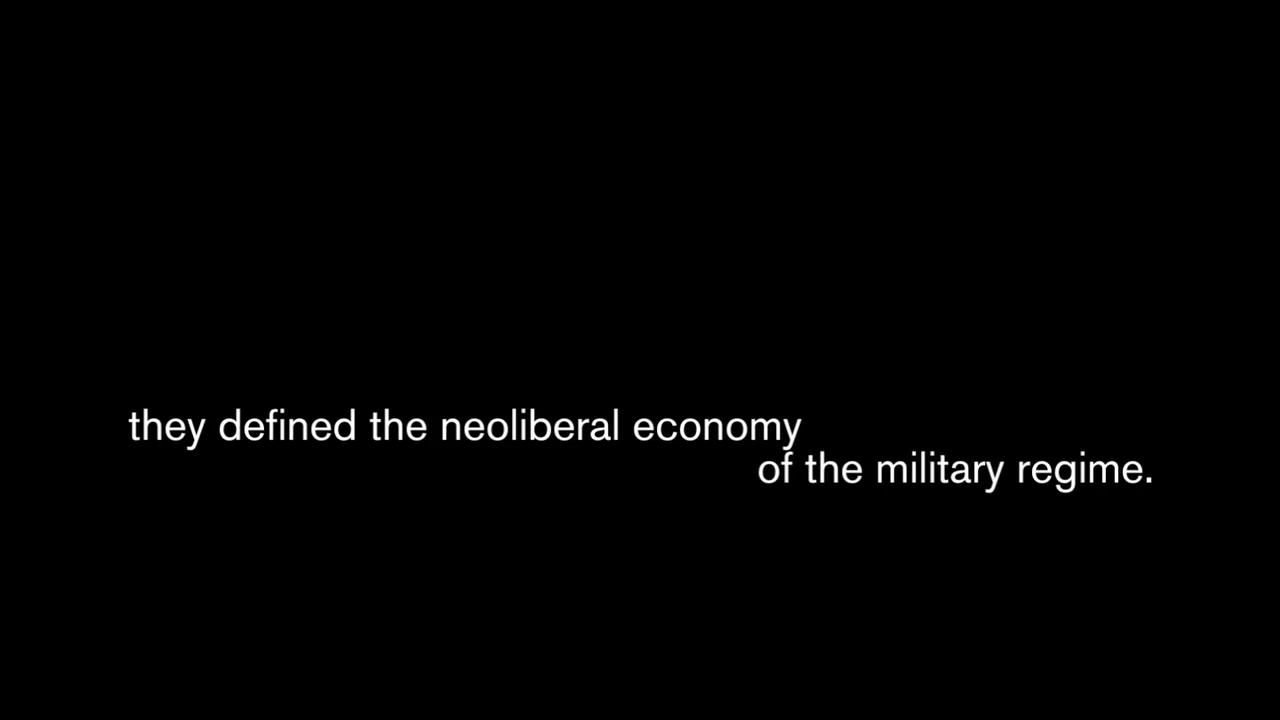 they defined the neoliberal economy
of the military regime.